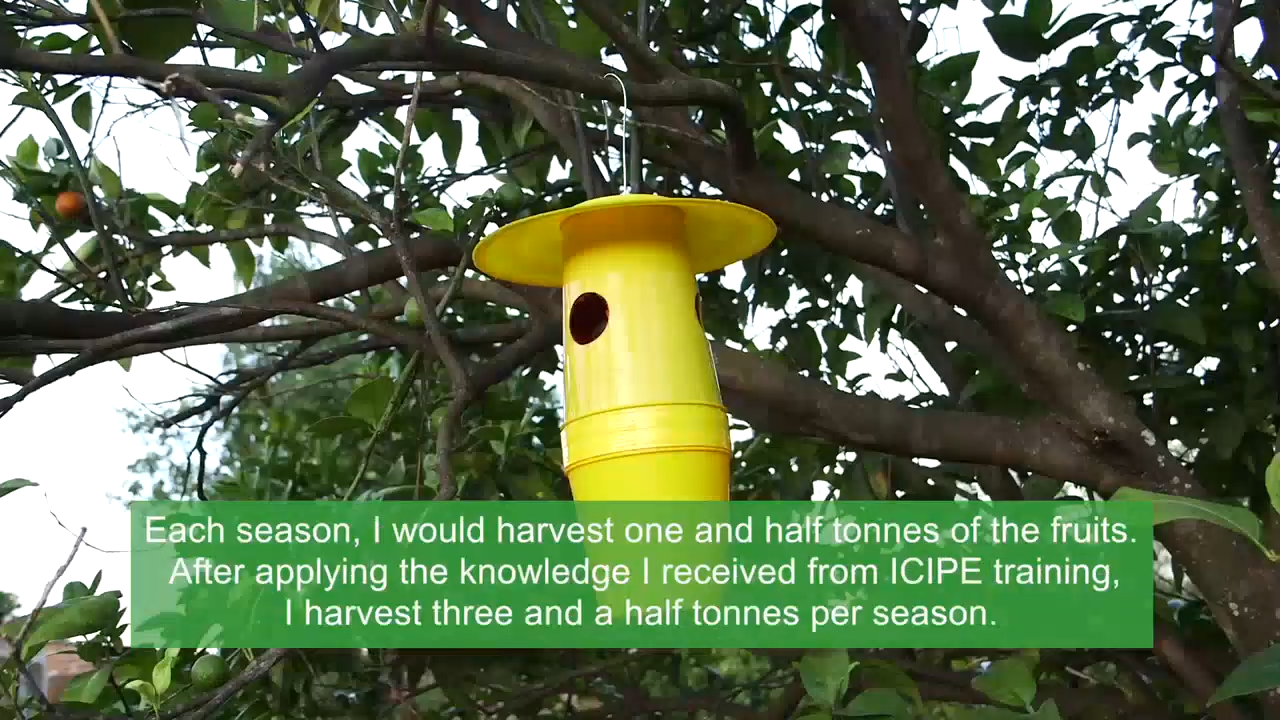 Each season, I would harvest one and half tonnes of the fruits.
After applying the knowledge I received from ICIPE training,
I harvest three and a half tonnes per season.